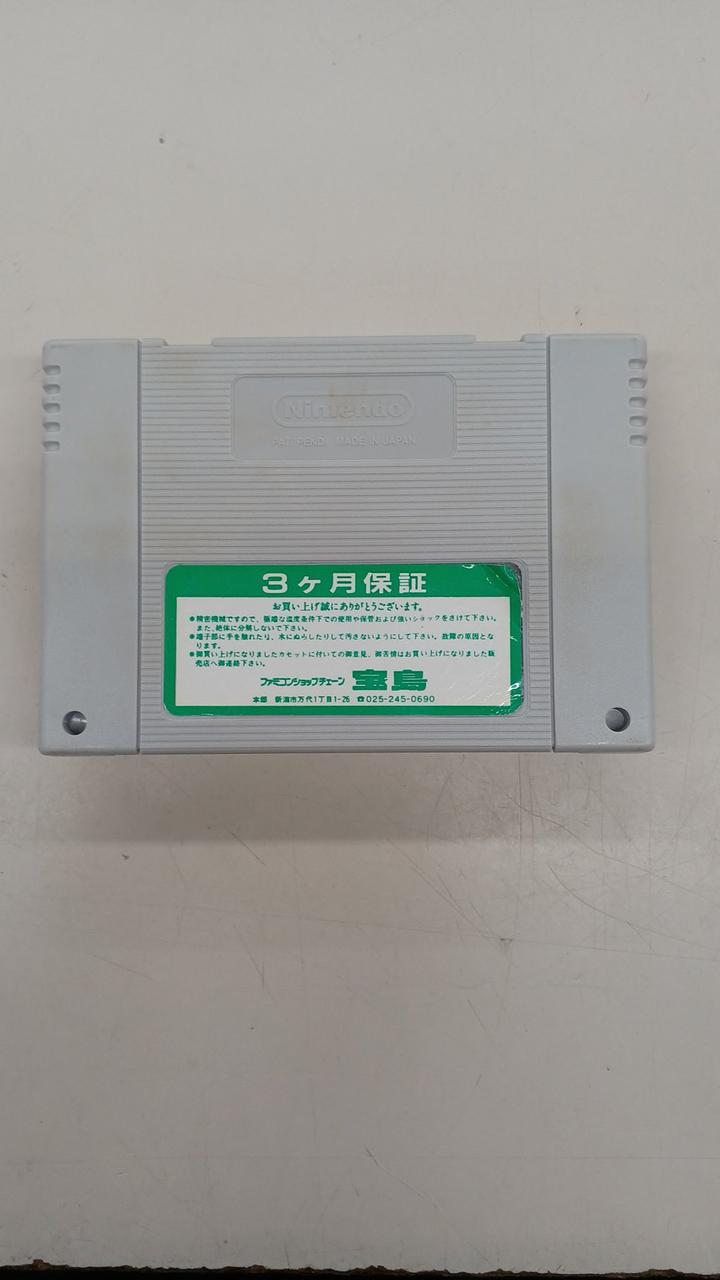 Nintendo
PAT. PEND. MADE IN JAPAN
3ヶ月保証
お買い上げ誠にありがとうございます。
●精密機械ですので、極端な温度条件下での使用や保管および強いショックをさけて下さい。
また、絶体に分解しないで下さい。
●端子部に手を触れたり、水にぬらしたりして汚さないようにして下さい。故障の原因とな
ります。
●御買い上げになりましたカセットに付いての御意見、御苦情はお買い上げになりました販
売店へ御連絡下さい。
ファミコンショップチェーン 宝島
本部 新潟市万代1丁目1-26 ☎025-245-0690